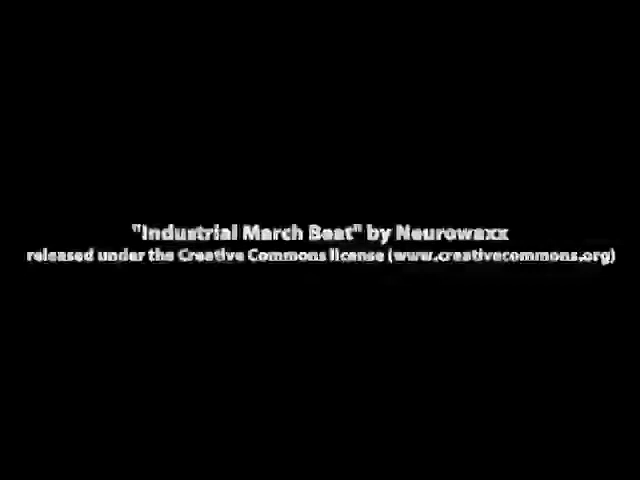 "Industrial March Beat" by Neurowaxx
released under the Creative Commons license (www.creativecommons.org)